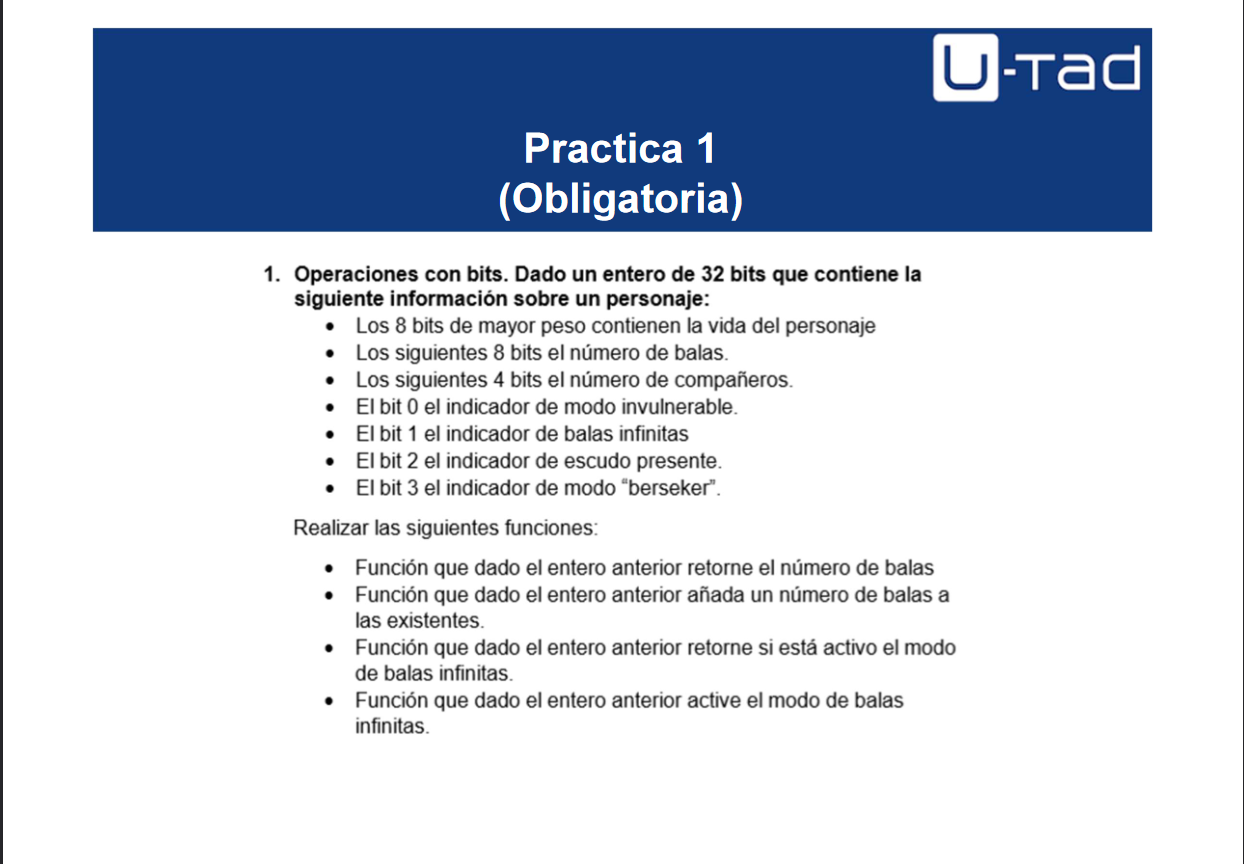 U-Tad
Practica 1
(Obligatoria)
1. Operaciones con bits. Dado un entero de 32 bits que contiene la
siguiente información sobre un personaje:
• Los 8 bits de mayor peso contienen la vida del personaje
• Los siguientes 8 bits el número de balas.
• Los siguientes 4 bits el número de compañeros.
• El bit 0 el indicador de modo invulnerable.
• El bit 1 el indicador de balas infinitas
• El bit 2 el indicador de escudo presente.
• El bit 3 el indicador de modo “berseker”.
Realizar las siguientes funciones:
• Función que dado el entero anterior retorne el número de balas
• Función que dado el entero anterior añada un número de balas a
las existentes.
• Función que dado el entero anterior retorne si está activo el modo
de balas infinitas.
• Función que dado el entero anterior active el modo de balas
infinitas.